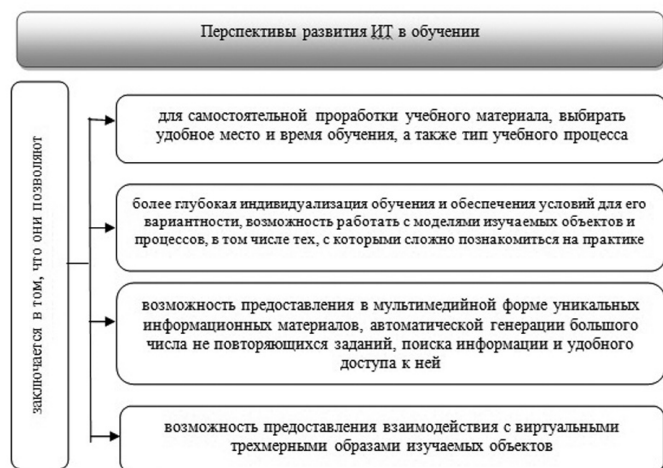 Перспективы развития ИТ в обучении
заключается в том, что они позволяют
для самостоятельной проработки учебного материала, выбирать
удобное место и время обучения, а также тип учебного процесса
более глубокая индивидуализация обучения и обеспечения условий для его
вариантности, возможность работать с моделями изучаемых объектов и
процессов, в том числе тех, с которыми сложно познакомиться на практике
возможность предоставления в мультимедийной форме уникальных
информационных материалов, автоматической генерации большого
числа не повторяющихся заданий, поиска информации и удобного
доступа к ней
возможность предоставления взаимодействия с виртуальными
трехмерными образами изучаемых объектов